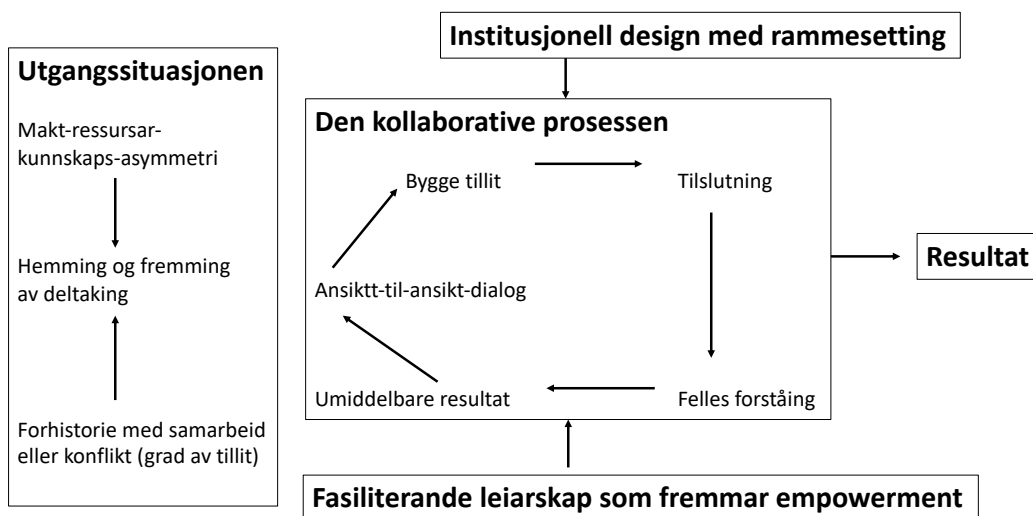 Institusjonell design med rammesetting
Utgangssituasjonen
Makt-ressursar-
kunnskaps-asymmetri
Hemming og fremming
av deltaking
Forhistorie med samarbeid
eller konflikt (grad av tillit)
Den kollaborative prosessen
Bygge tillit
Tilslutning
Ansiktt-til-ansikt-dialog
Umiddelbare resultat
Felles forståing
Resultat
Fasiliterande leiarskap som fremmar empowerment